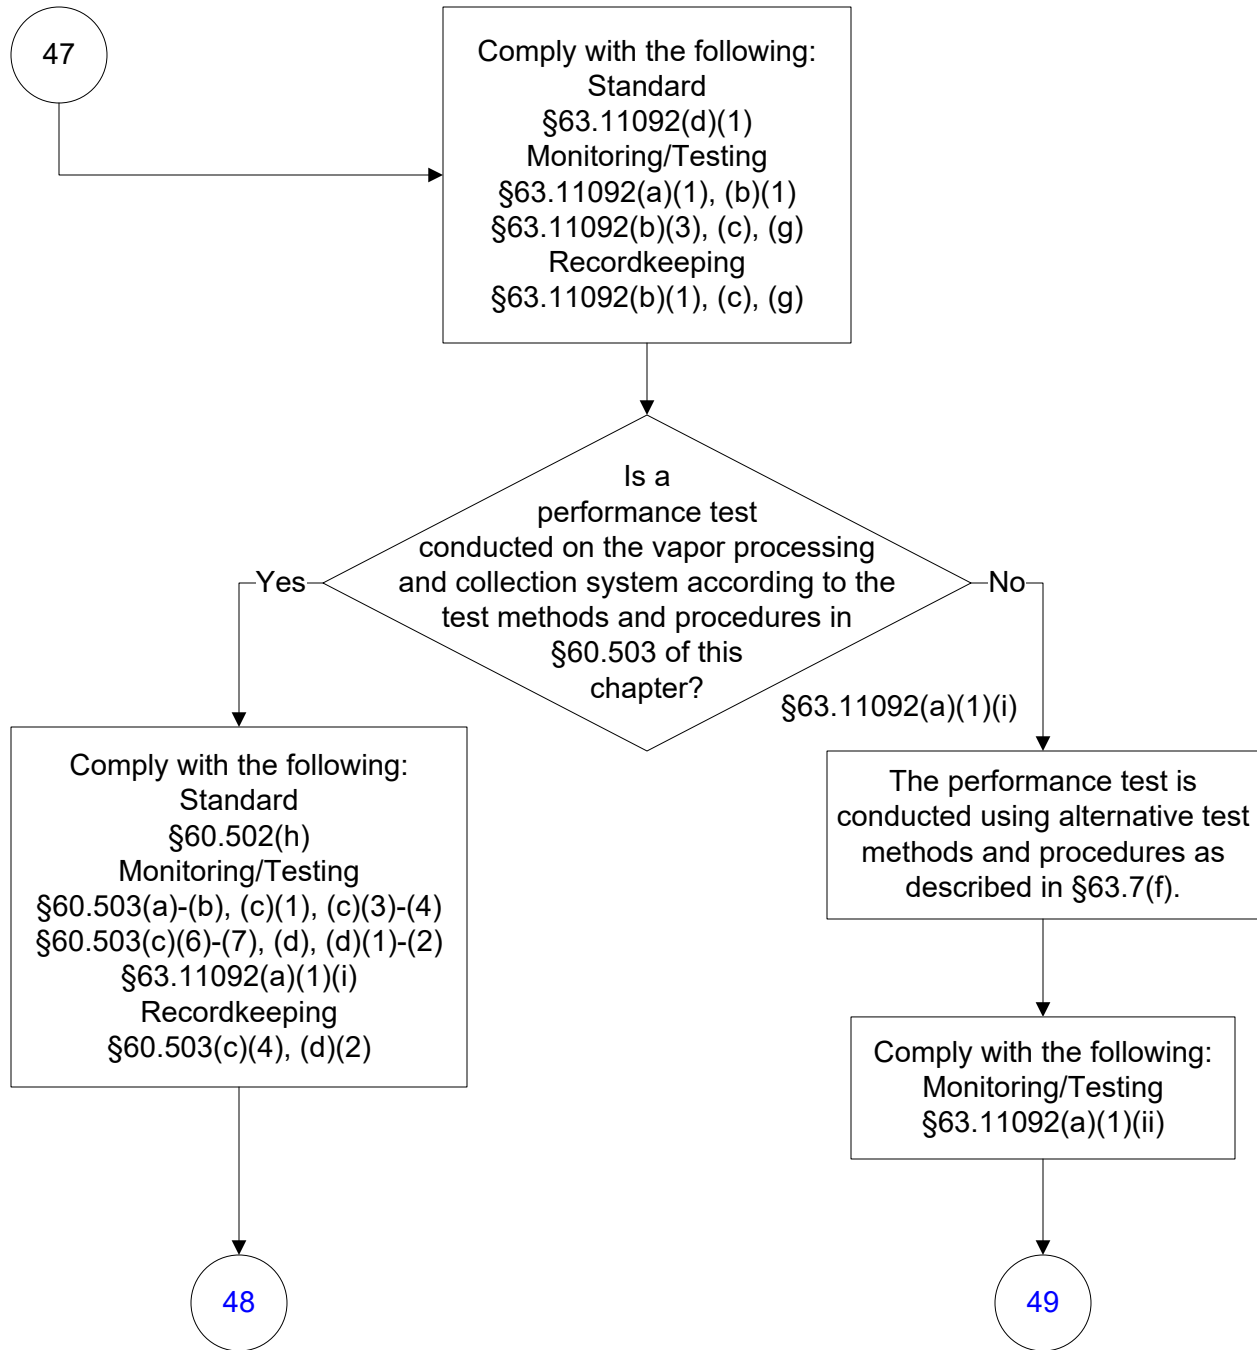 47
Comply with the following:
Standard
§63.11092(d)(1)
Monitoring/Testing
§63.11092(a)(1), (b)(1)
§63.11092(b)(3), (c), (g)
Recordkeeping
§63.11092(b)(1), (c), (g)
Is a
performance test
conducted on the vapor processing
and collection system according to the
test methods and procedures in
§60.503 of this
chapter?
Yes
No
§63.11092(a)(1)(i)
Comply with the following:
Standard
§60.502(h)
Monitoring/Testing
§60.503(a)-(b), (c)(1), (c)(3)-(4)
§60.503(c)(6)-(7), (d), (d)(1)-(2)
§63.11092(a)(1)(i)
Recordkeeping
§60.503(c)(4), (d)(2)
The performance test is
conducted using alternative test
methods and procedures as
described in §63.7(f).
Comply with the following:
Monitoring/Testing
§63.11092(a)(1)(ii)
48
49